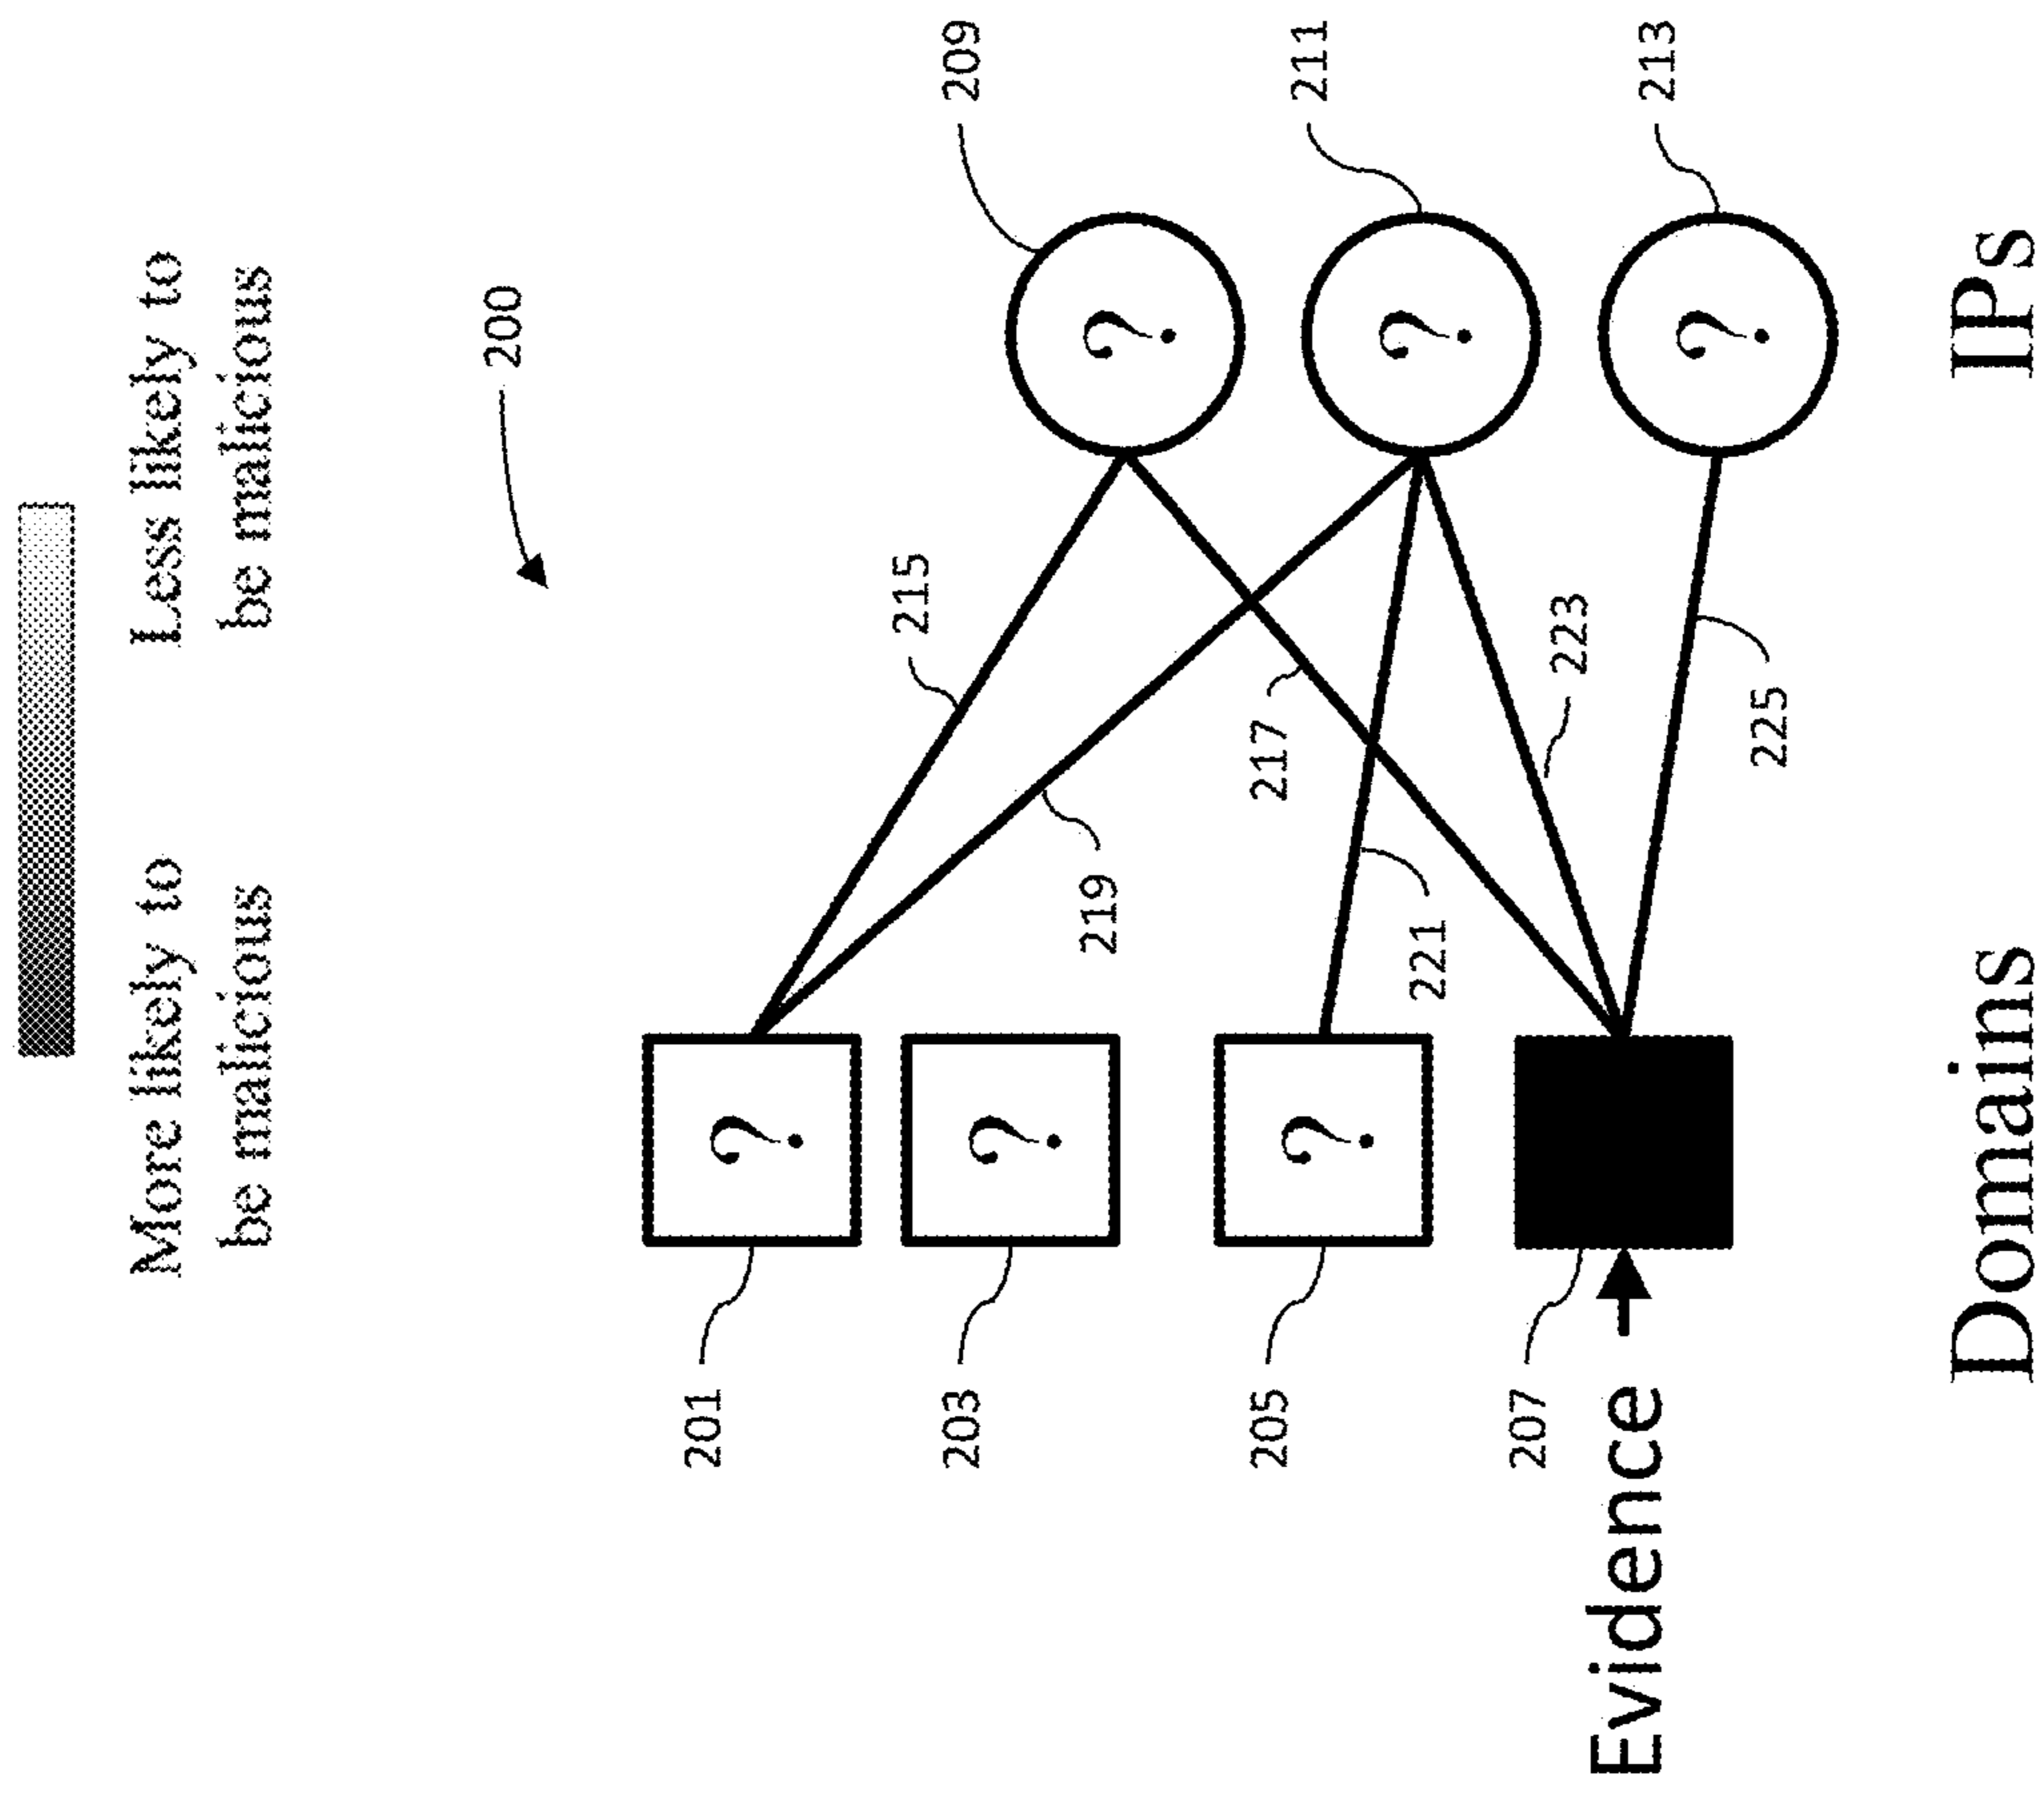 More likely to
be malicious
Less likely to
be malicious
200
201
?
215
209
?
203
?
219
217
211
?
205
?
221
223
213
?
207
Evidence
225
Domains
IPs